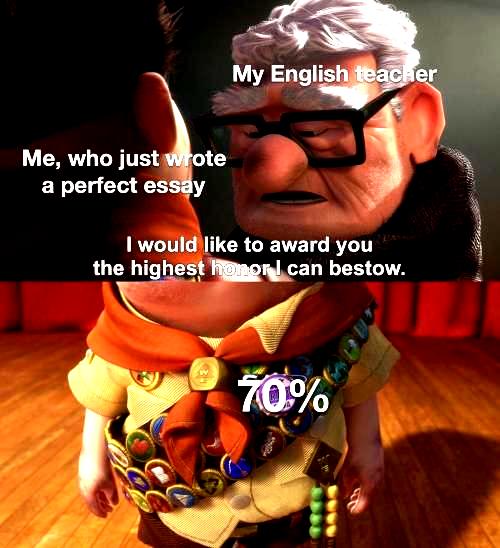 My English teacher
Me, who just wrote
a perfect essay
I would like to award you
the highest honor I can bestow.
70%